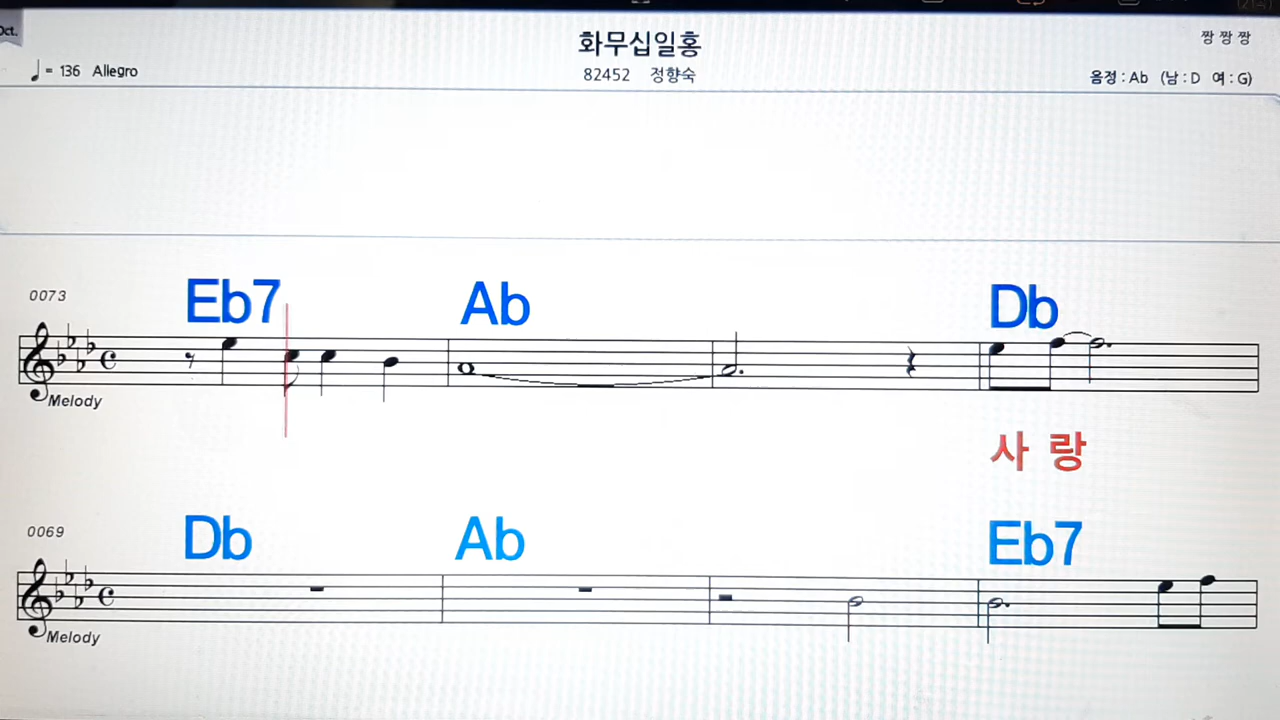 Oct.
화무십일홍
짱 짱 짱
♩= 136 Allegro
82452 정향숙
음정 : Ab (남 : D 여 : G)
0073
Eb7 Ab Db
Melody
사 랑
0069
Db Ab Eb7
Melody